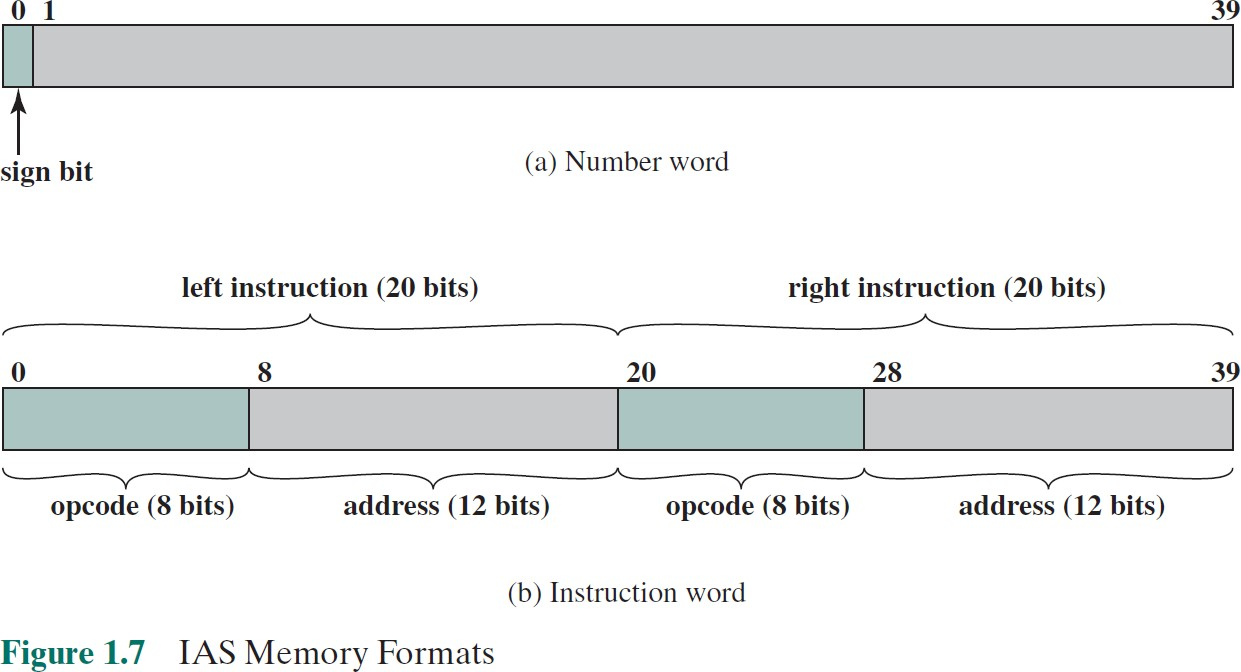 0 1 39
sign bit
(a) Number word
left instruction (20 bits) right instruction (20 bits)
0 8 20 28 39
opcode (8 bits) address (12 bits) opcode (8 bits) address (12 bits)
(b) Instruction word
Figure 1.7 IAS Memory Formats